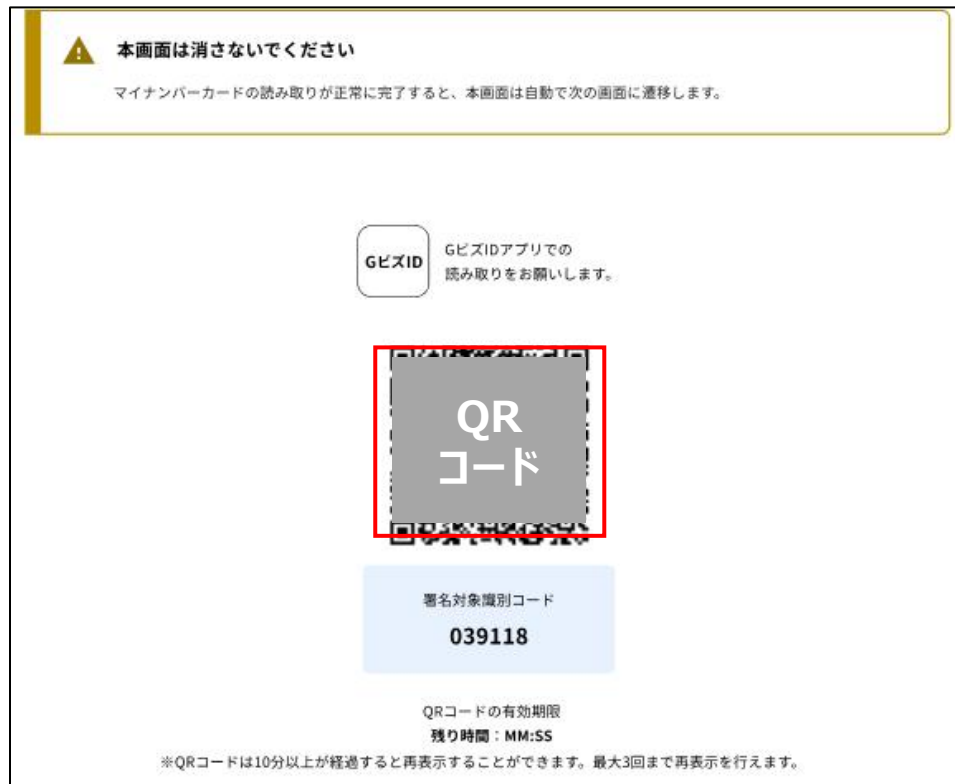 本画面は消さないでください
マイナンバーカードの読み取りが正常に完了すると、本画面は自動で次の画面に遷移します。
GビズID
GビズIDアプリでの
読み取りをお願いします。
QR
コード
署名対象識別コード
039118
QRコードの有効期限
残り時間：MM:SS
※QRコードは10分以上が経過すると再表示することができます。最大3回まで再表示を行えます。